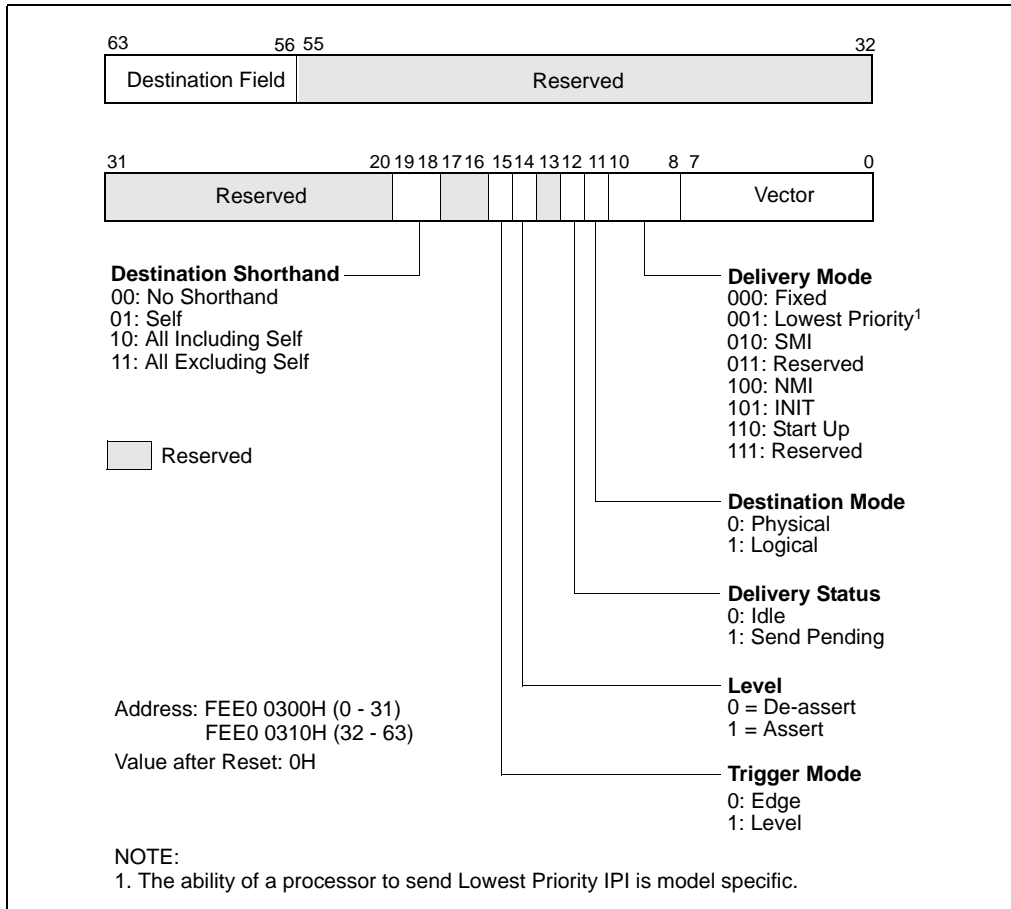 63 56 55 32
Destination Field Reserved
31 20 19 18 17 16 15 14 13 12 11 10 8 7 0
Reserved Vector
Destination Shorthand
00: No Shorthand
01: Self
10: All Including Self
11: All Excluding Self
Reserved
Delivery Mode
000: Fixed
001: Lowest Priority1
010: SMI
011: Reserved
100: NMI
101: INIT
110: Start Up
111: Reserved
Destination Mode
0: Physical
1: Logical
Delivery Status
0: Idle
1: Send Pending
Level
0 = De-assert
1 = Assert
Trigger Mode
0: Edge
1: Level
Address: FEE0 0300H (0 - 31)
FEE0 0310H (32 - 63)
Value after Reset: 0H
NOTE:
1. The ability of a processor to send Lowest Priority IPI is model specific.